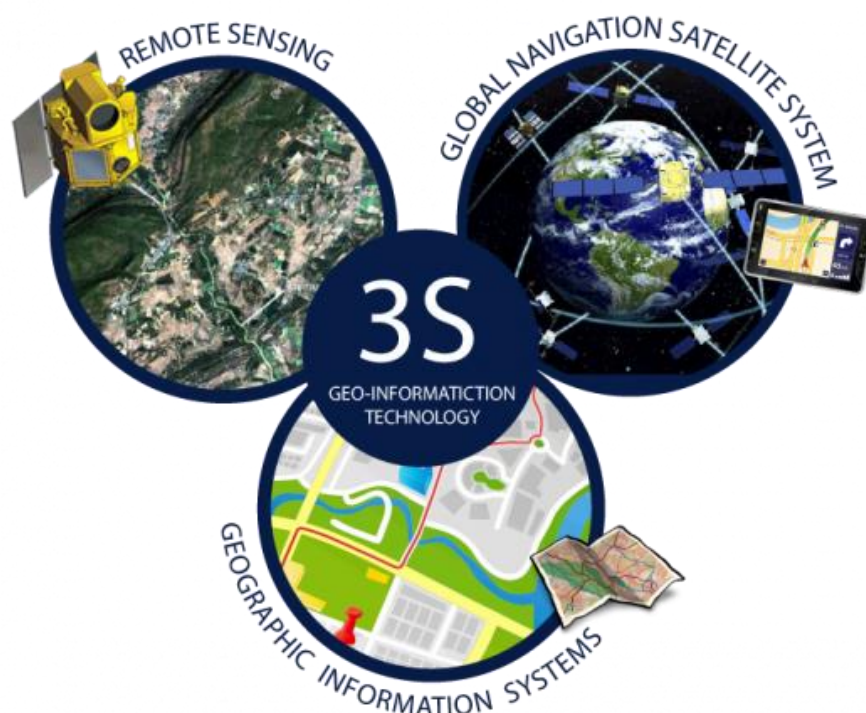 REMOTE SENSING
GLOBAL NAVIGATION SATELLITE SYSTEM
3S
GEO-INFORMATICTION
TECHNOLOGY
GEOGRAPHIC INFORMATION SYSTEMS